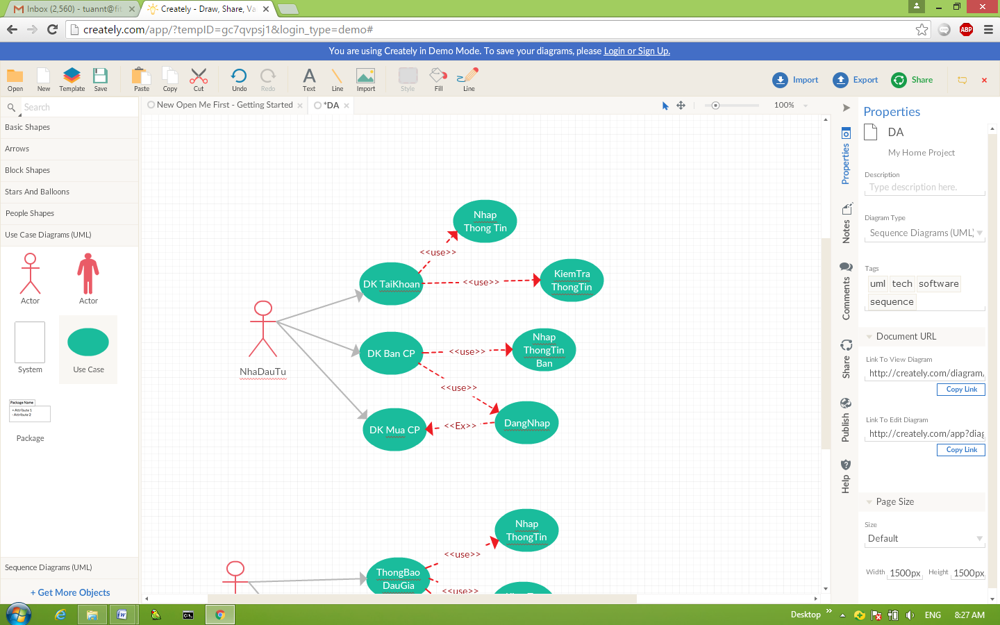 Inbox (2,560) - tuannt@fit
Creately - Draw, Share, Va
creately.com/app/?tempID=gc7qvpsj1&login_type=demo#
ABP
You are using Creately in Demo Mode. To save your diagrams, please Login or Sign Up.
Open
New
Template
Save
Paste
Copy
Cut
Undo
Redo
Text
Line
Import
Style
Fill
Line
Import
Export
Share
Search
New Open Me First - Getting Started
*DA
100%
Basic Shapes
Arrows
Block Shapes
Stars And Balloons
People Shapes
Use Case Diagrams (UML)
Actor
Actor
System
Use Case
Package Name
+ Attribute 1
- Attribute 2
Package
Sequence Diagrams (UML)
+ Get More Objects
Nhap
Thong Tin
<<use>>
DK TaiKhoan
<<use>>
KiemTra
ThongTin
NhaDauTu
DK Ban CP
<<use>>
Nhap
ThongTin
Ban
<<use>>
DK Mua CP
<<Ex>>
DangNhap
Nhap
ThongTin
<<use>>
ThongBao
DauGia
<<use>>
Properties
Notes
Comments
Share
Publish
Help
Properties
DA
My Home Project
Description
Type description here.
Diagram Type
Sequence Diagrams (UML)
Tags
uml tech software
sequence
Document URL
Link To View Diagram
http://creately.com/diagram/
Copy Link
Link To Edit Diagram
http://creately.com/app?diag
Copy Link
Page Size
Size
Default
Width 1500px Height 1500px
Desktop
ENG
8:27 AM